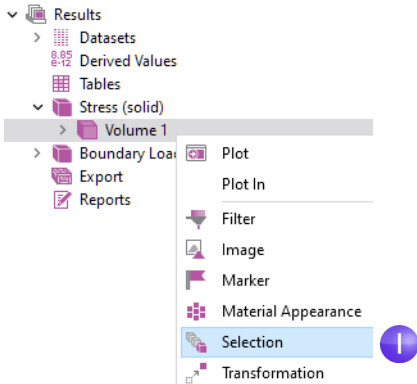 Results
Datasets
8.85
e-12 Derived Values
Tables
Stress (solid)
Volume 1
Boundary Loa
Export
Reports
Plot
Plot In
Filter
Image
Marker
Material Appearance
Selection
Transformation